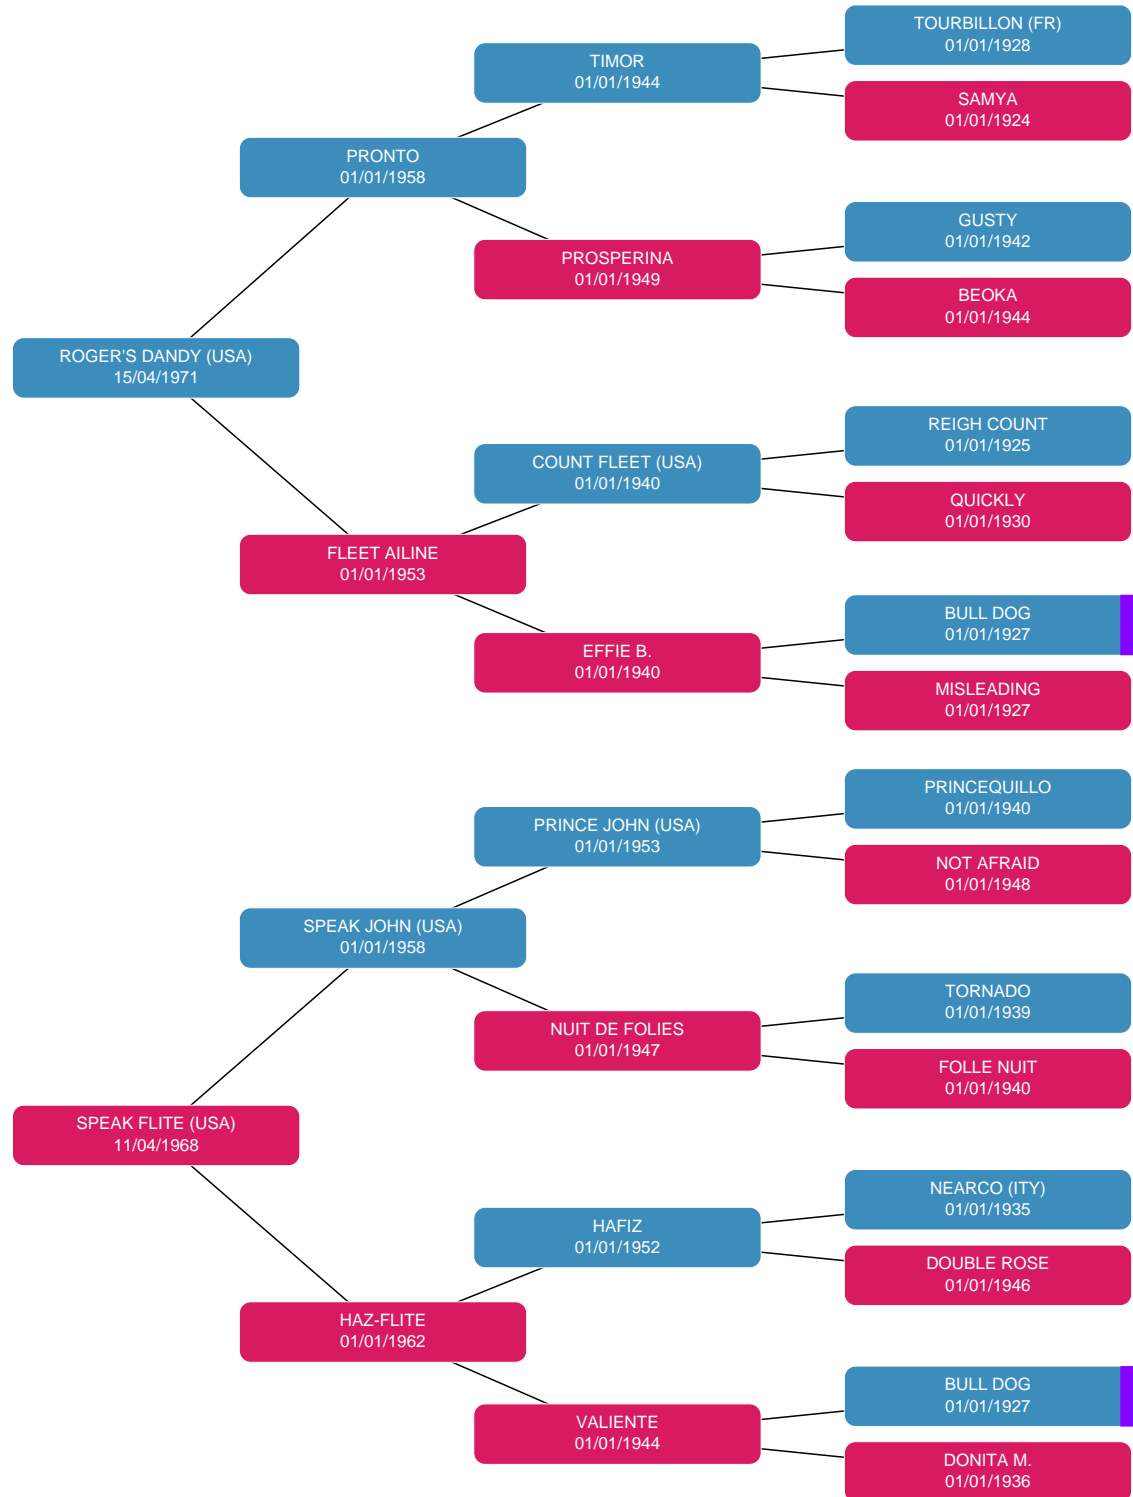 TOURBILLON (FR)
01/01/1928
TIMOR
01/01/1944
SAMYA
01/01/1924
PRONTO
01/01/1958
GUSTY
01/01/1942
PROSPERINA
01/01/1949
BEOKA
01/01/1944
ROGER'S DANDY (USA)
15/04/1971
REIGH COUNT
01/01/1925
COUNT FLEET (USA)
01/01/1940
QUICKLY
01/01/1930
FLEET AILINE
01/01/1953
BULL DOG
01/01/1927
EFFIE B.
01/01/1940
MISLEADING
01/01/1927
PRINCEQUILLO
01/01/1940
PRINCE JOHN (USA)
01/01/1953
NOT AFRAID
01/01/1948
SPEAK JOHN (USA)
01/01/1958
TORNADO
01/01/1939
NUIT DE FOLIES
01/01/1947
FOLLE NUIT
01/01/1940
SPEAK FLITE (USA)
11/04/1968
NEARCO (ITY)
01/01/1935
HAFIZ
01/01/1952
DOUBLE ROSE
01/01/1946
HAZ-FLITE
01/01/1962
BULL DOG
01/01/1927
VALIENTE
01/01/1944
DONITA M.
01/01/1936